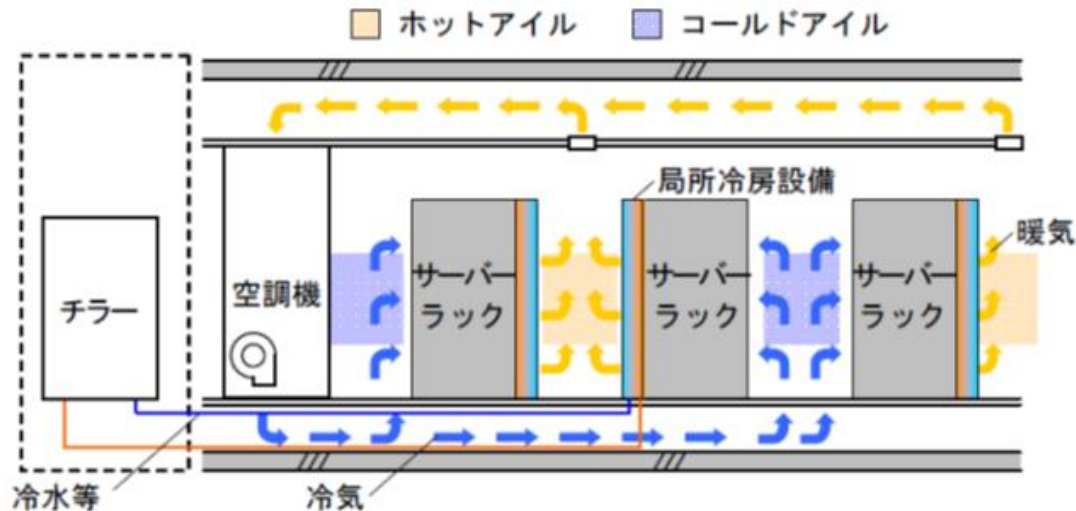 ホットアイル
コールドアイル
局所冷房設備
暖気
チラー
空調機
サーバー
ラック
サーバー
ラック
サーバー
ラック
冷水等
冷気